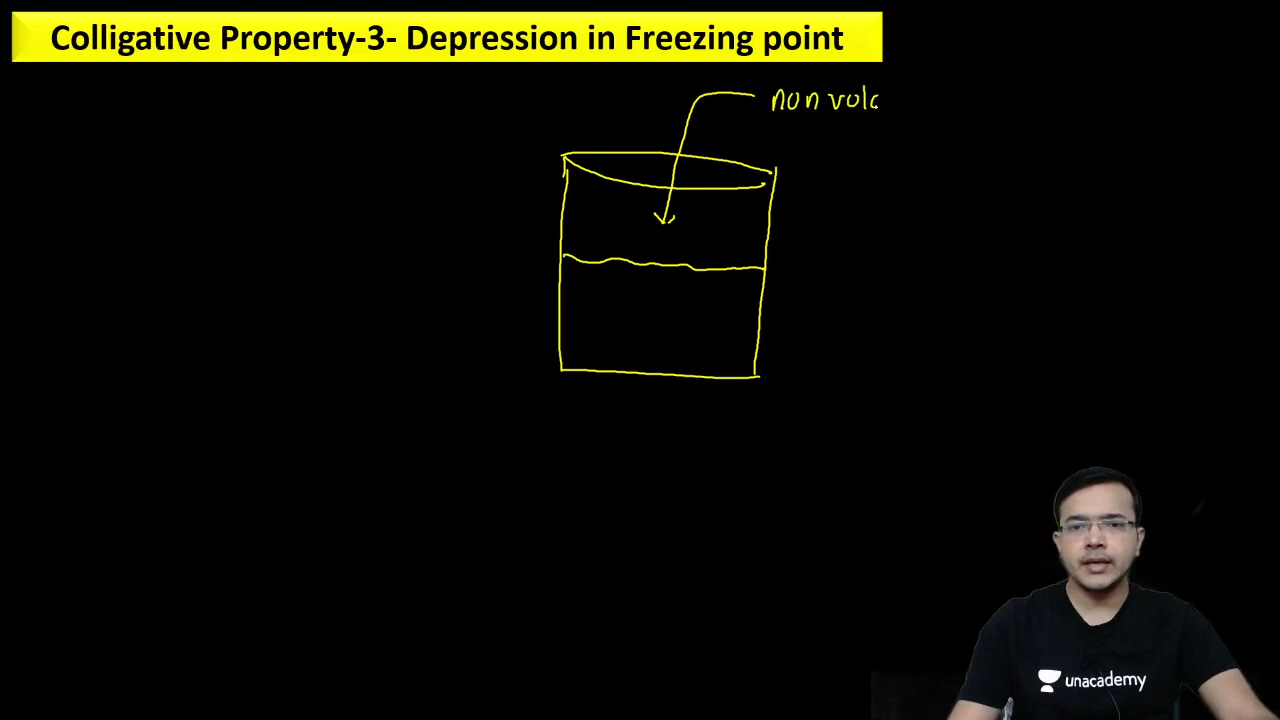 Colligative Property-3- Depression in Freezing point
non vola
unacademy